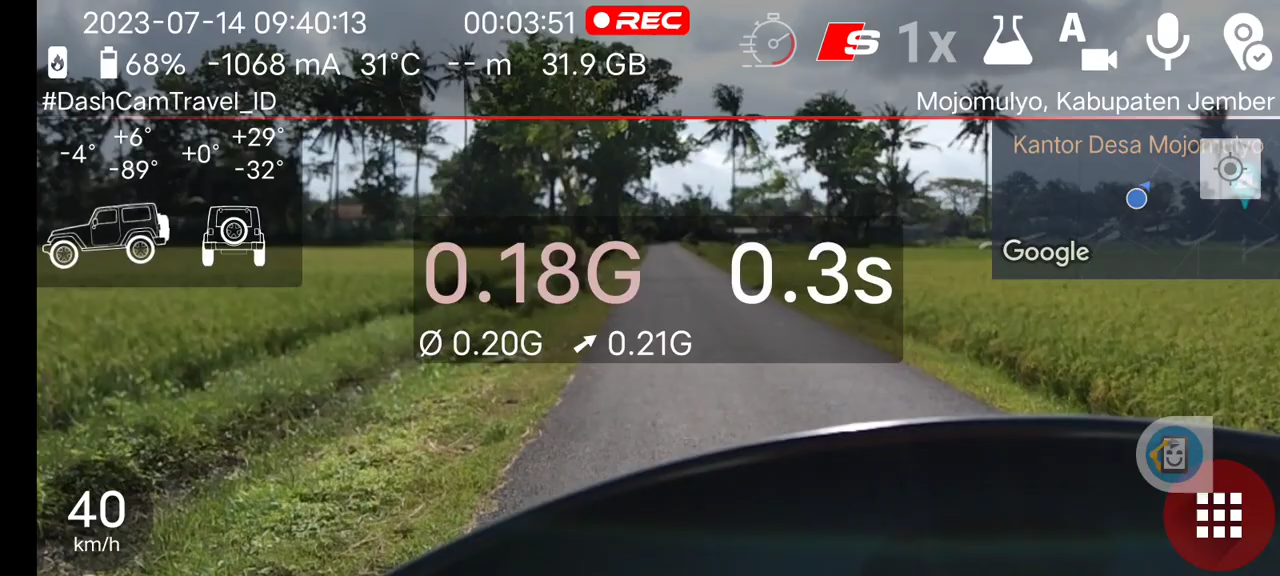 2023-07-14 09:40:13 00:03:51 REC
68% -1068 mA 31°C -- m 31.9 GB
S 1x A
#DashCamTravel_ID
Mojomulyo, Kabupaten Jember
+6° +29°
-4° +0°
-89° -32°
Kantor Desa Mojomulyo
Google
0.18G 0.3s
Ø 0.20G 0.21G
40
km/h